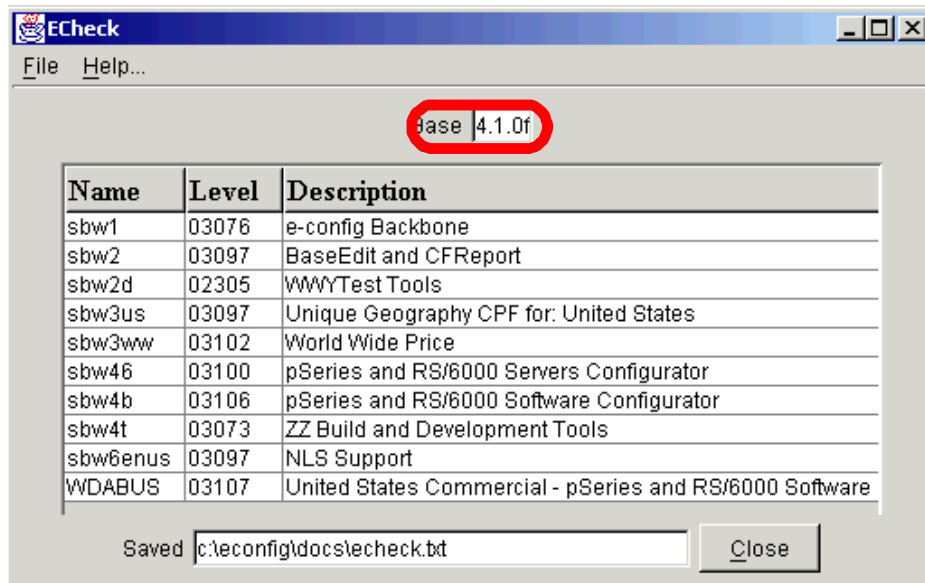 ECheck
File Help...
Base 4.1.0f
Name Level Description
sbw1 03076 e-config Backbone
sbw2 03097 BaseEdit and CFReport
sbw2d 02305 WWYTest Tools
sbw3us 03097 Unique Geography CPF for: United States
sbw3ww 03102 World Wide Price
sbw46 03100 pSeries and RS/6000 Servers Configurator
sbw4b 03106 pSeries and RS/6000 Software Configurator
sbw4t 03073 ZZ Build and Development Tools
sbw6enus 03097 NLS Support
WDABUS 03107 United States Commercial - pSeries and RS/6000 Software
Saved c:\econfig\docs\echeck.txt Close